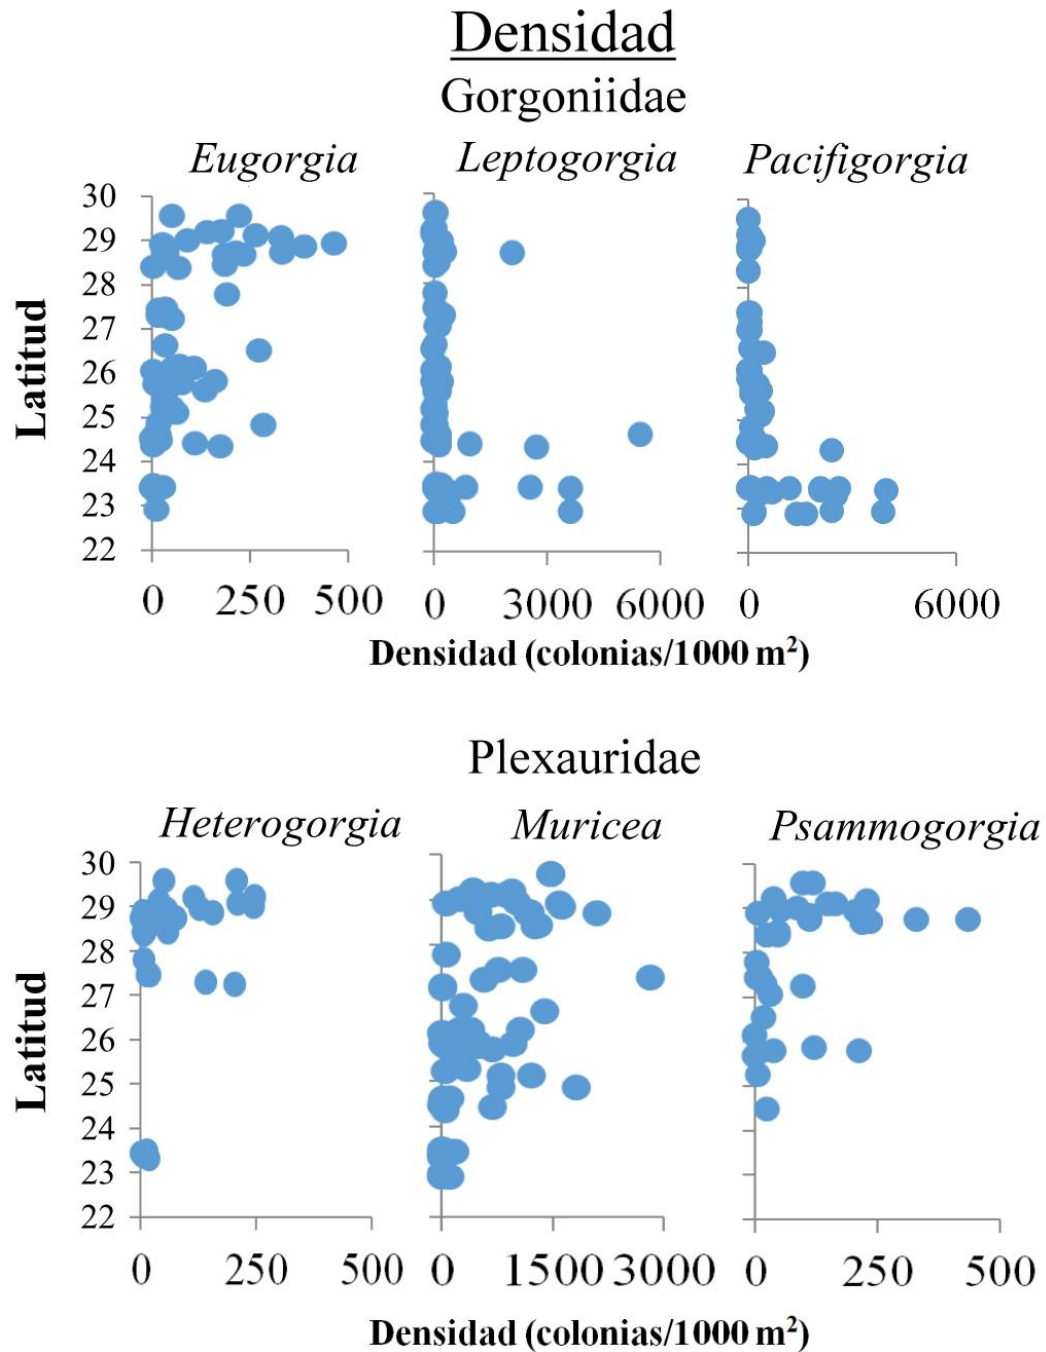 Densidad
Gorgoniidae
Eugorgia Leptogorgia Pacifigorgia
30
29
28
27
26
25
24
23
22
Latitud
0 250 500 0 3000 6000 0 6000
Densidad (colonias/1000 m²)
Plexauridae
Heterogorgia Muricea Psammogorgia
30
29
28
27
26
25
24
23
22
Latitud
0 250 500 0 1500 3000 0 250 500
Densidad (colonias/1000 m²)